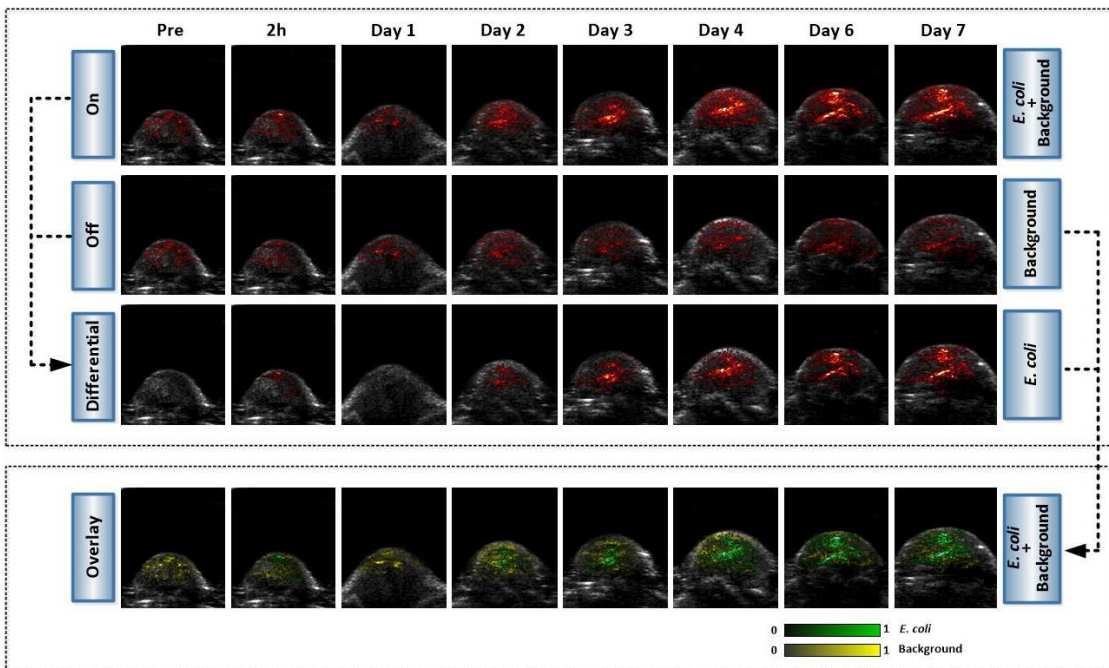 Pre 2h Day 1 Day 2 Day 3 Day 4 Day 6 Day 7
On
E. coli
+
Background
Off
Background
Differential
E. coli
Overlay
E. coli
+
Background
0 1 E. coli
0 1 Background